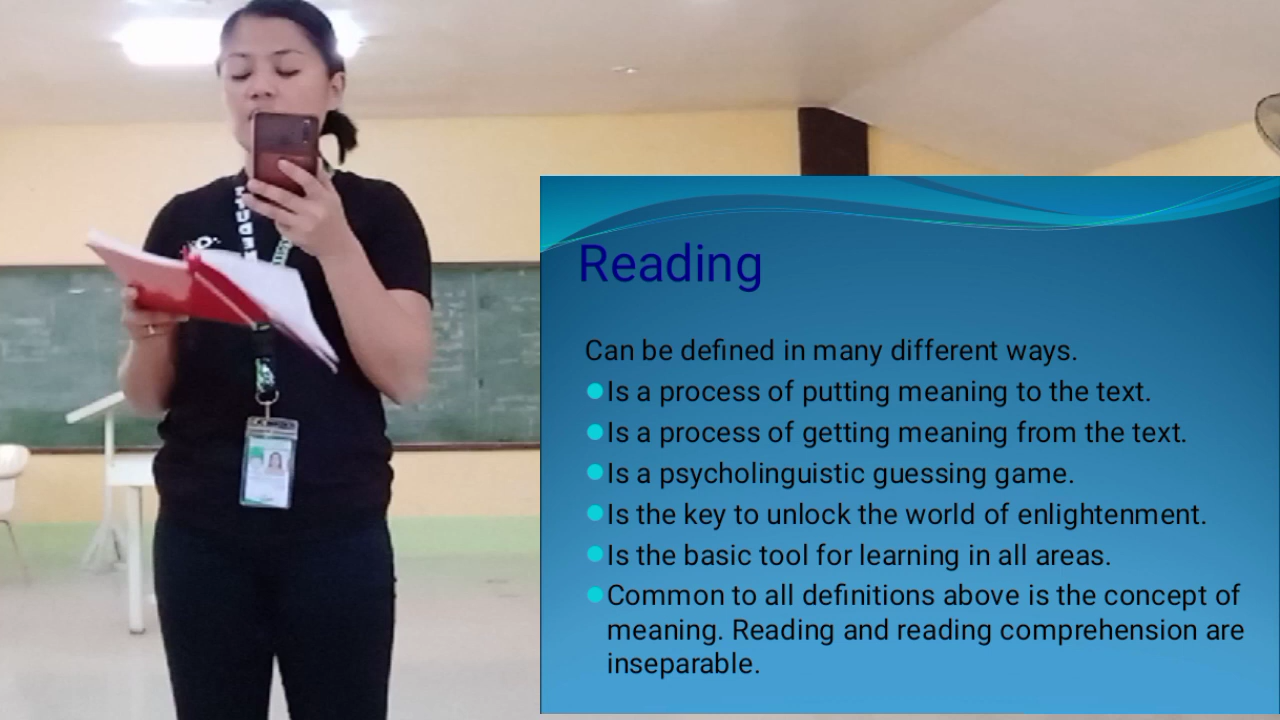 Reading
Can be defined in many different ways.
Is a process of putting meaning to the text.
Is a process of getting meaning from the text.
Is a psycholinguistic guessing game.
Is the key to unlock the world of enlightenment.
Is the basic tool for learning in all areas.
Common to all definitions above is the concept of
meaning. Reading and reading comprehension are
inseparable.